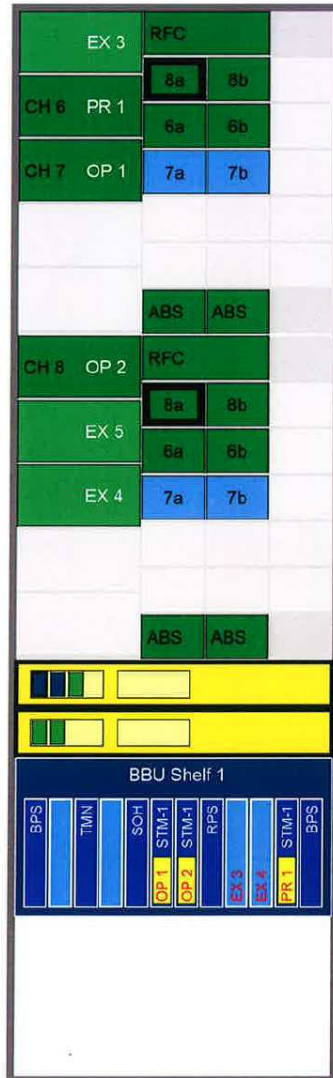 EX 3 RFC
8a 8b
CH 6 PR 1
6a 6b
CH 7 OP 1 7a 7b
ABS ABS
CH 8 OP 2 RFC
8a 8b
EX 5
6a 6b
EX 4 7a 7b
ABS ABS
BBU Shelf 1
BPS
TMN
SOH
STM-1 OP 1
STM-1 OP 2
RPS
EX 3
EX 4
STM-1 PR 1
BPS